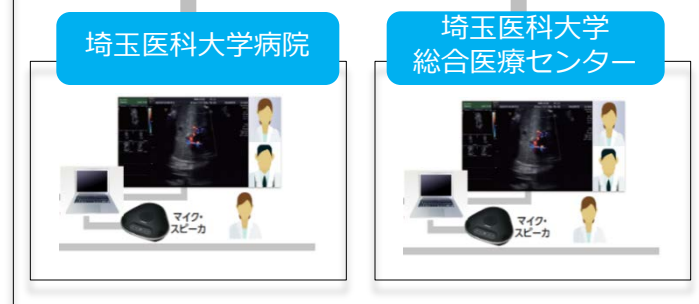 埼玉医科大学病院
埼玉医科大学
総合医療センター
マイク・
スピーカ
マイク・
スピーカ